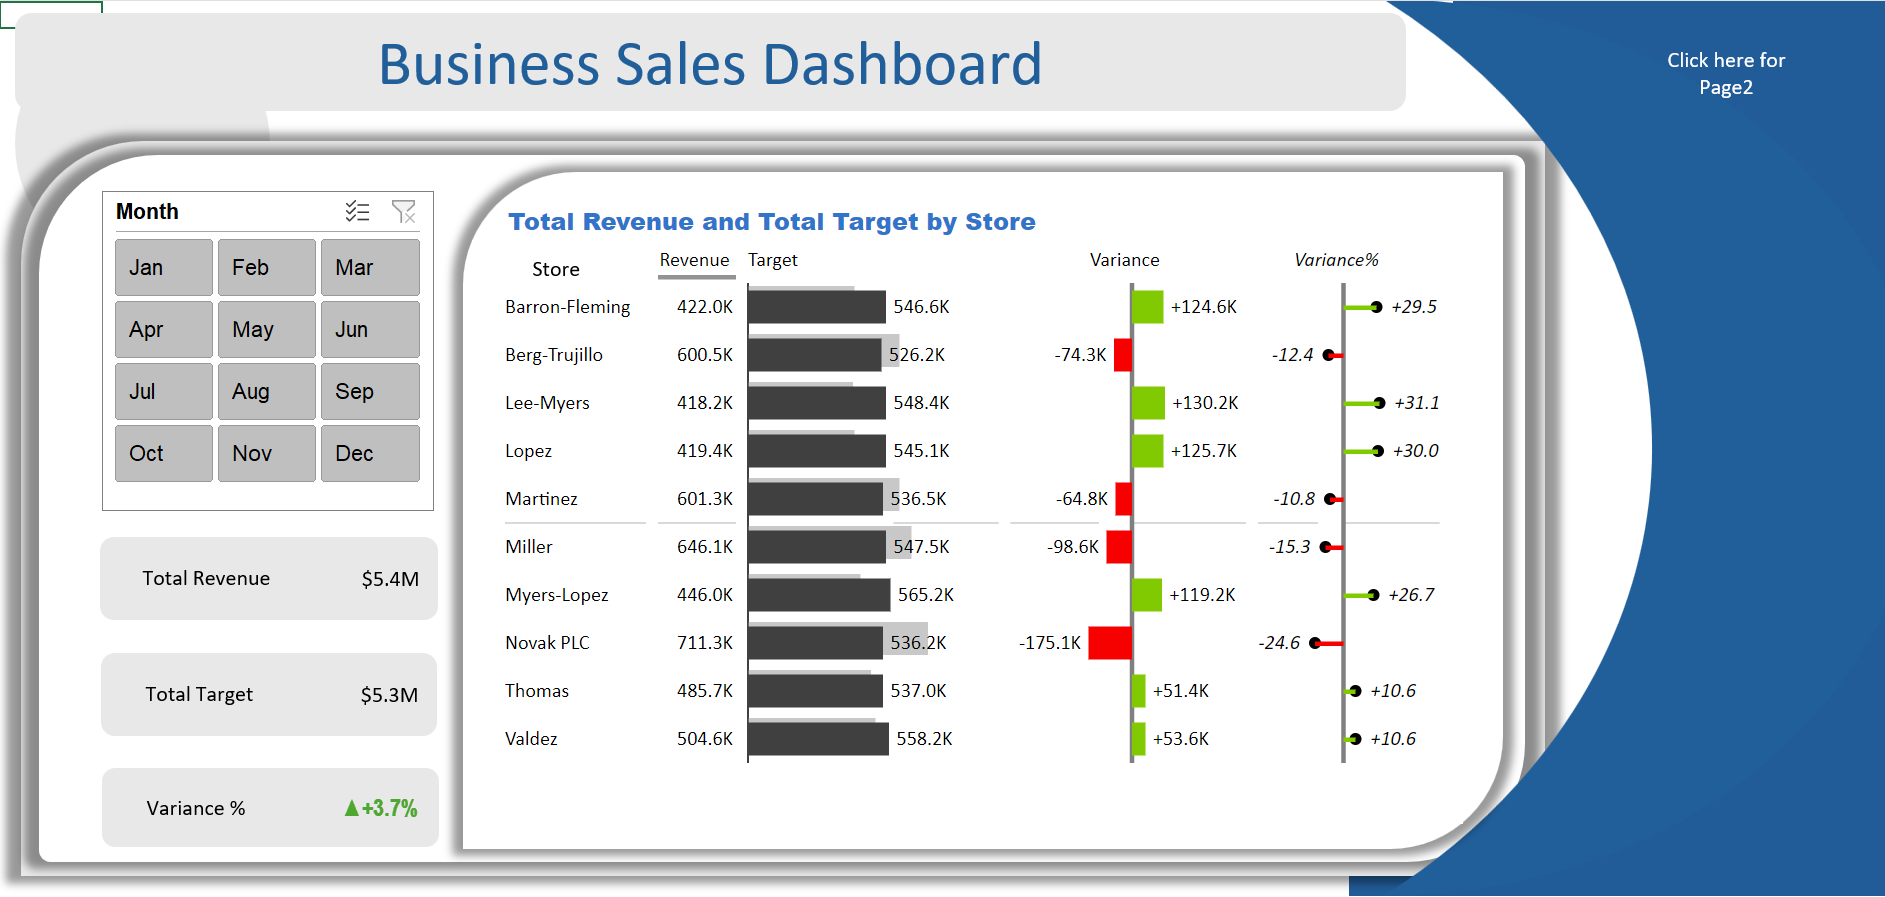 Business Sales Dashboard
Click here for
Page2
Month
Jan Feb Mar
Apr May Jun
Jul Aug Sep
Oct Nov Dec
Total Revenue $5.4M
Total Target $5.3M
Variance % ▲+3.7%
Total Revenue and Total Target by Store
Store Revenue Target Variance Variance%
Barron-Fleming 422.0K 546.6K +124.6K +29.5
Berg-Trujillo 600.5K 526.2K -74.3K -12.4
Lee-Myers 418.2K 548.4K +130.2K +31.1
Lopez 419.4K 545.1K +125.7K +30.0
Martinez 601.3K 536.5K -64.8K -10.8
Miller 646.1K 547.5K -98.6K -15.3
Myers-Lopez 446.0K 565.2K +119.2K +26.7
Novak PLC 711.3K 536.2K -175.1K -24.6
Thomas 485.7K 537.0K +51.4K +10.6
Valdez 504.6K 558.2K +53.6K +10.6